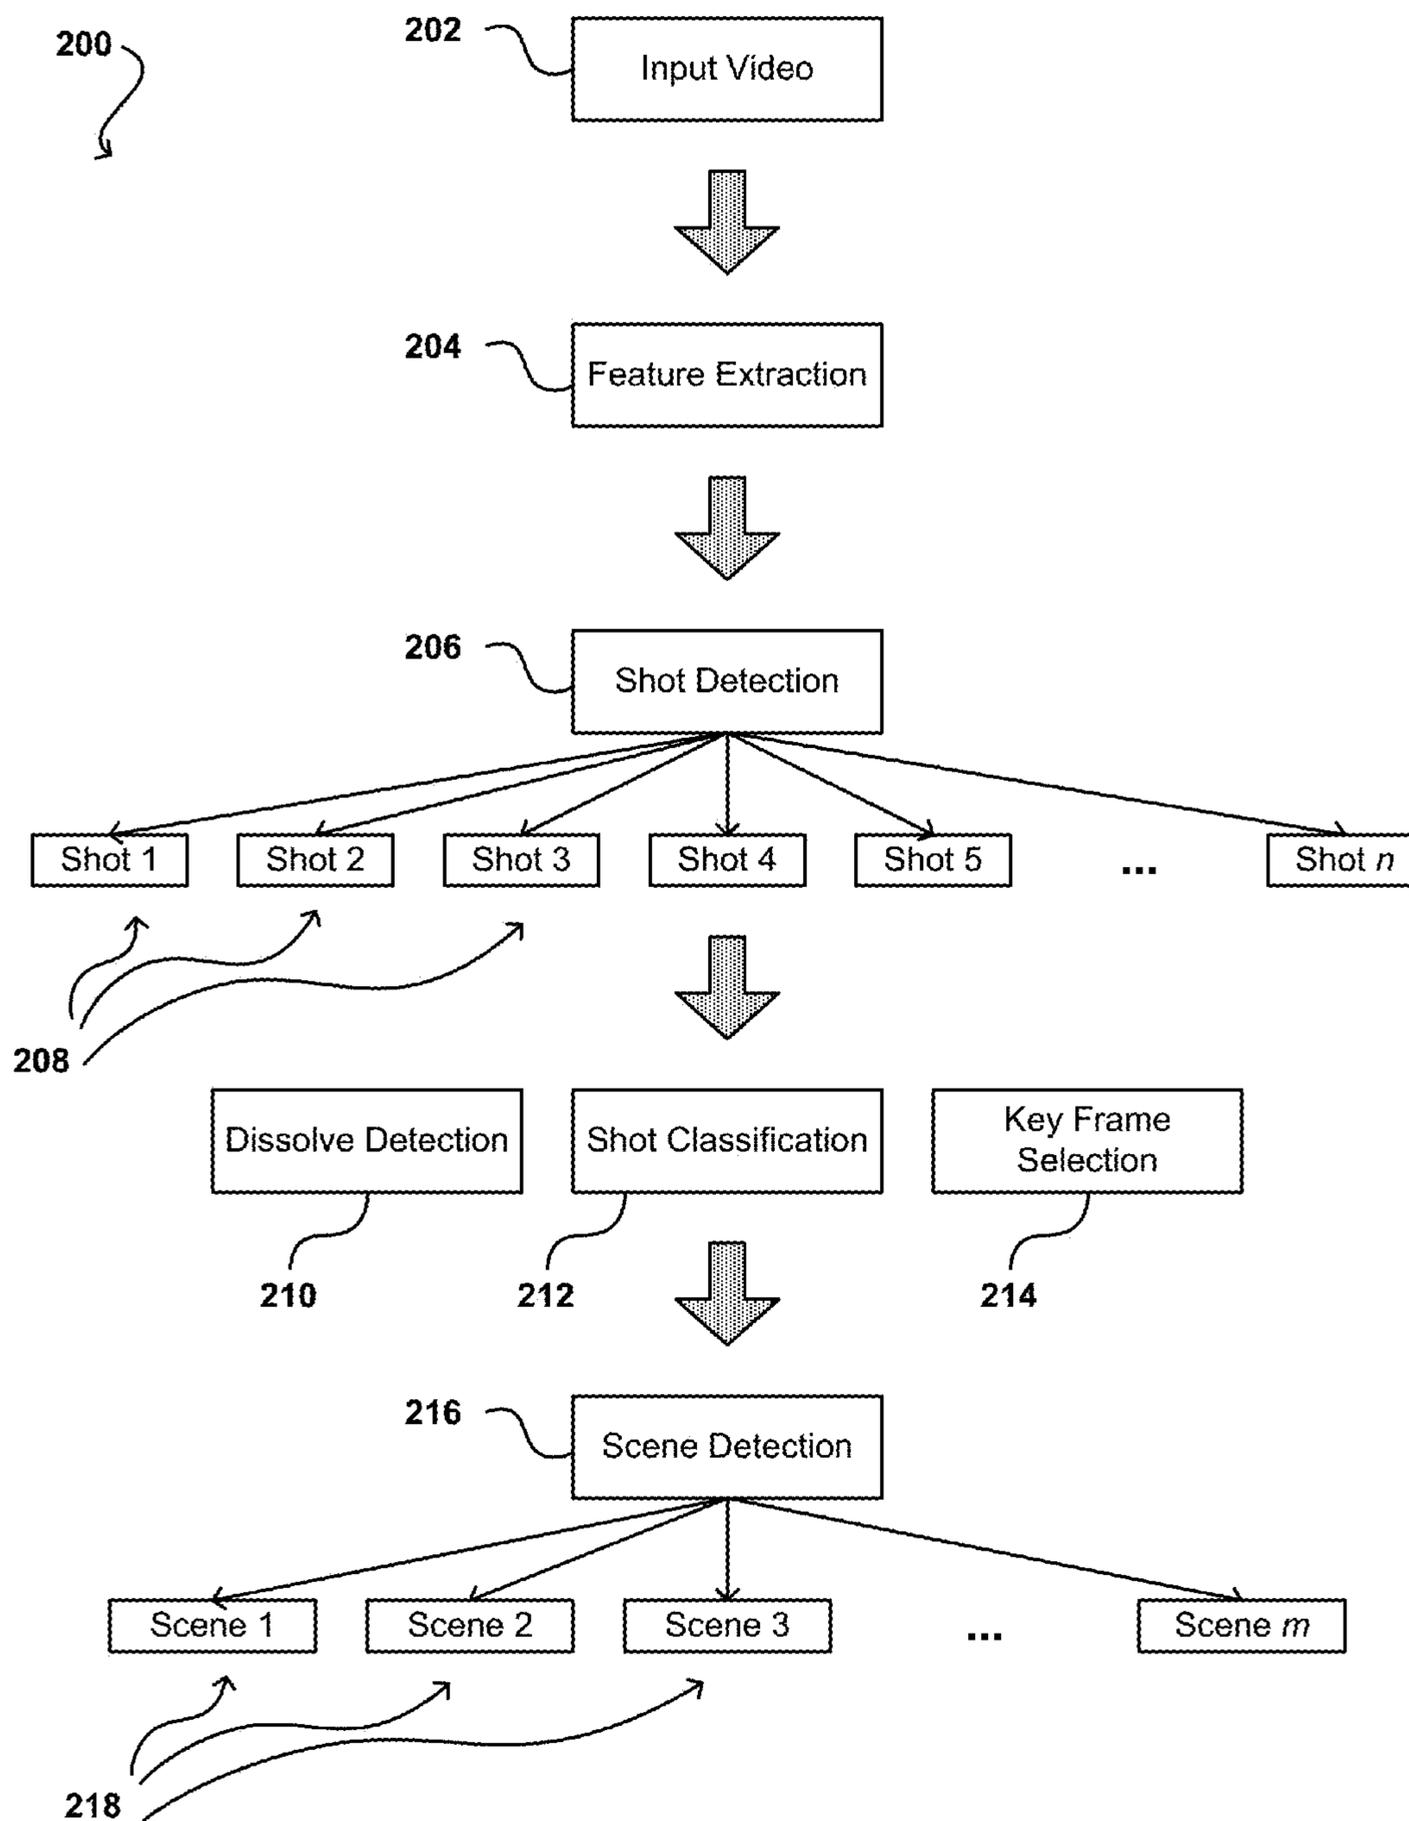 200
202
Input Video
204
Feature Extraction
206
Shot Detection
Shot 1 Shot 2 Shot 3 Shot 4 Shot 5 ... Shot n
208
Dissolve Detection Shot Classification Key Frame
Selection
210 212 214
216
Scene Detection
Scene 1 Scene 2 Scene 3 ... Scene m
218